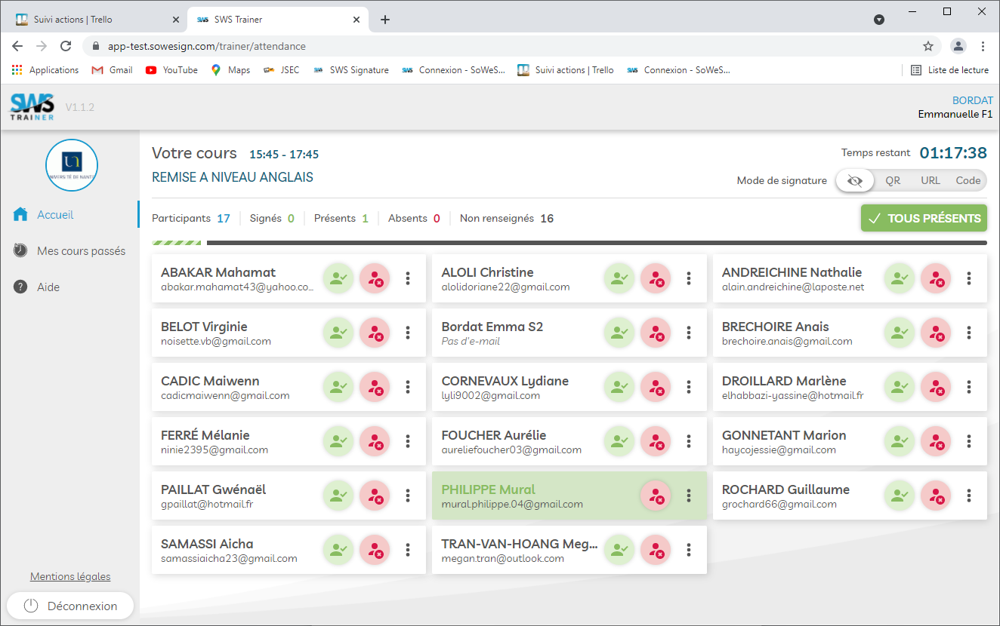 Suivi actions | Trello
SWS Trainer
app-test.sowesign.com/trainer/attendance
Applications
Gmail
YouTube
Maps
JSEC
SWS Signature
Connexion - SoWeS...
Suivi actions | Trello
Connexion - SoWeS...
Liste de lecture
SWS
TRAINER
V1.1.2
BORDAT
Emmanuelle F1
Votre cours 15:45 - 17:45
Temps restant 01:17:38
REMISE A NIVEAU ANGLAIS
Mode de signature QR URL Code
Accueil
Mes cours passés
Aide
Participants 17 Signés 0 Présents 1 Absents 0 Non renseignés 16
TOUS PRÉSENTS
ABAKAR Mahamat
abakar.mahamat43@yahoo.co...
ALOLI Christine
alolidoriane22@gmail.com
ANDREICHINE Nathalie
alain.andreichine@laposte.net
BELOT Virginie
noisette.vb@gmail.com
Bordat Emma S2
Pas d'e-mail
BRECHOIRE Anais
brechoire.anais@gmail.com
CADIC Maiwenn
cadicmaiwenn@gmail.com
CORNEVAUX Lydiane
lyli9002@gmail.com
DROILLARD Marlène
elhabbazi-yassine@hotmail.fr
FERRÉ Mélanie
ninie2395@gmail.com
FOUCHER Aurélie
aureliefoucher03@gmail.com
GONNETANT Marion
haycojessie@gmail.com
PAILLAT Gwénaël
gpaillat@hotmail.fr
PHILIPPE Mural
mural.philippe.04@gmail.com
ROCHARD Guillaume
grochard66@gmail.com
SAMASSI Aicha
samassiaicha23@gmail.com
TRAN-VAN-HOANG Meg...
megan.tran@outlook.com
Mentions légales
Déconnexion